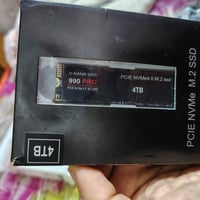 V-NAND SSD
990 PRO
PCIE NVMe4.0 M.2 ssd
4TB
PCIE NVMe M.2 SSD
4TB